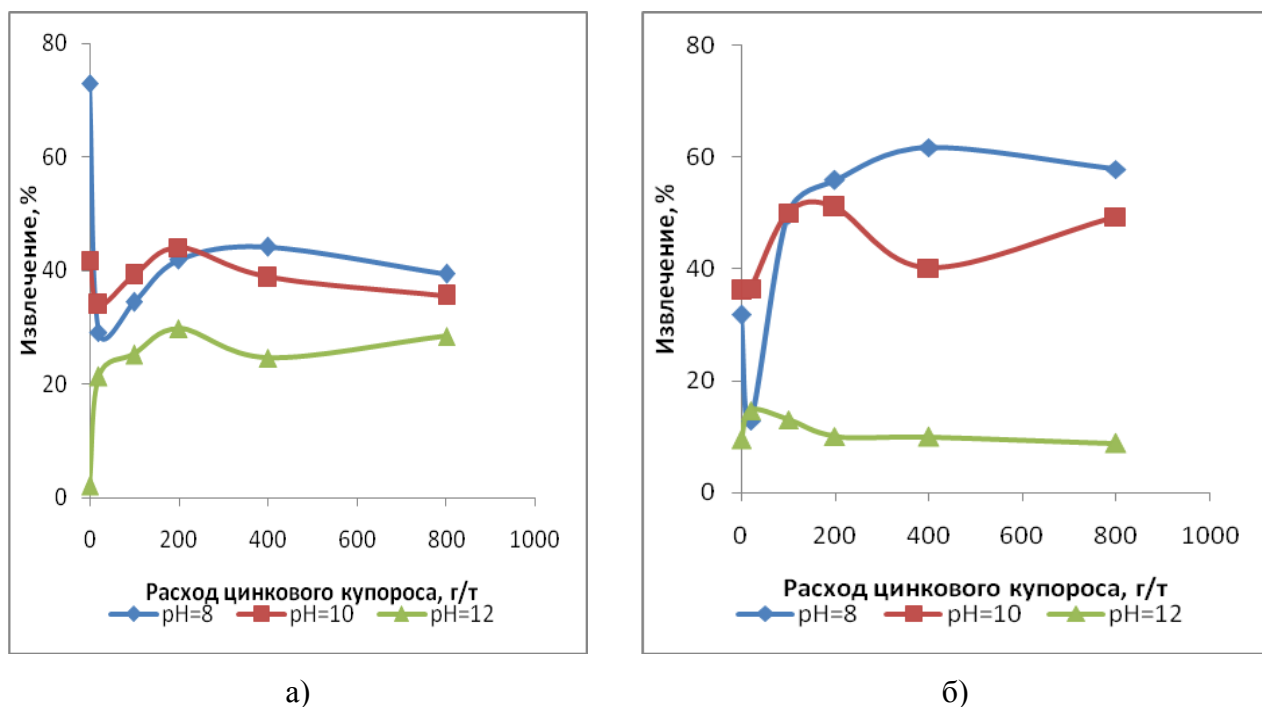 80
60
40
20
0
Извлечение, %
0 200 400 600 800 1000
Расход цинкового купороса, г/т
pH=8 pH=10 pH=12
а)
80
60
40
20
0
Извлечение, %
0 200 400 600 800 1000
Расход цинкового купороса, г/т
pH=8 pH=10 pH=12
б)